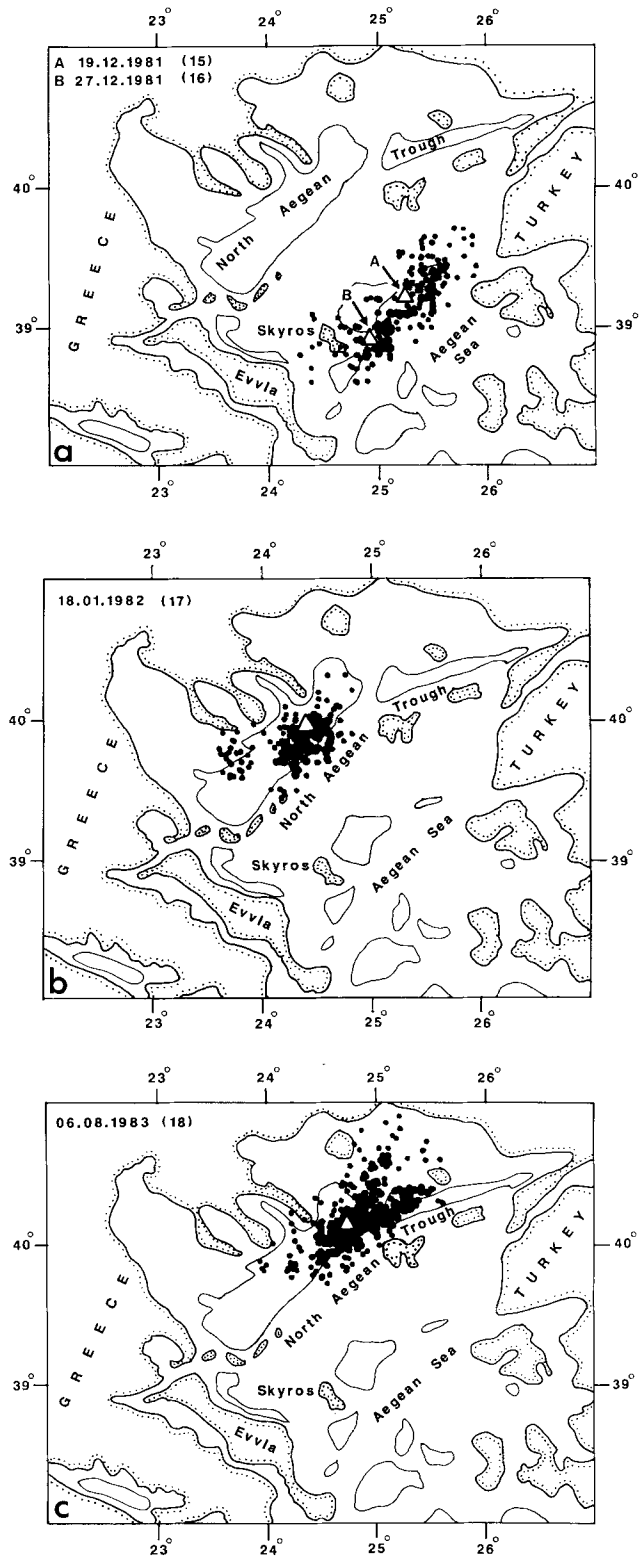 23° 24° 25° 26°
A 19.12.1981 (15)
B 27.12.1981 (16)
Trough
40° 40°
Aegean
TURKEY
North
GREECE
A
B
39° 39°
Skyros
Aegean
Sea
Evvia
a
23° 24° 25° 26°
23° 24° 25° 26°
18.01.1982 (17)
Trough
40° 40°
TURKEY
Aegean
North
GREECE
Aegean Sea
39° 39°
Skyros
Evvia
b
23° 24° 25° 26°
23° 24° 25° 26°
06.08.1983 (18)
Trough
40° 40°
TURKEY
Aegean
North
GREECE
Aegean Sea
39° 39°
Skyros
Evvia
c
23° 24° 25° 26°